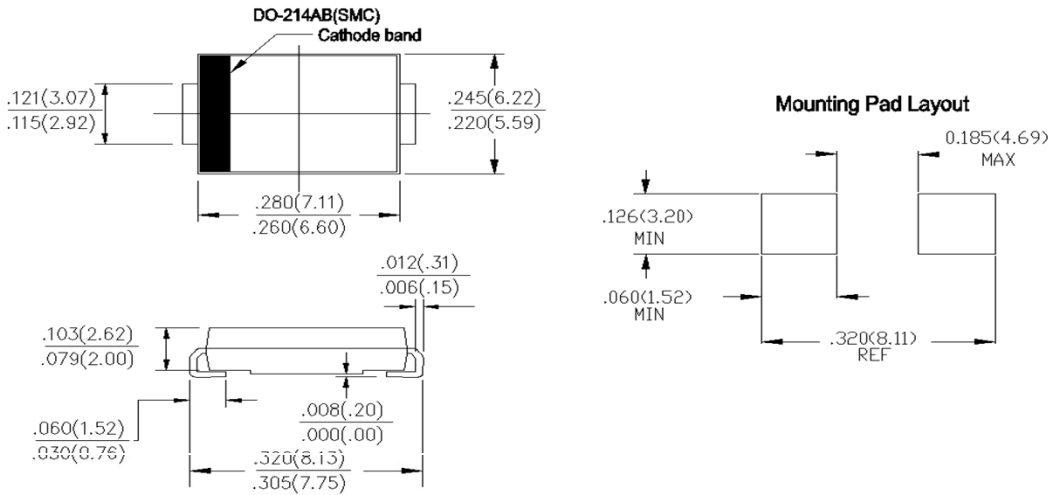 DO-214AB(SMC)
Cathode band
.121(3.07)
.115(2.92)
.245(6.22)
.220(5.59)
.280(7.11)
.260(6.60)
.012(.31)
.006(.15)
.103(2.62)
.079(2.00)
.008(.20)
.000(.00)
.060(1.52)
.030(0.76)
.320(8.13)
.305(7.75)
Mounting Pad Layout
0.185(4.69)
MAX
.126(3.20)
MIN
.060(1.52)
MIN
.320(8.11)
REF